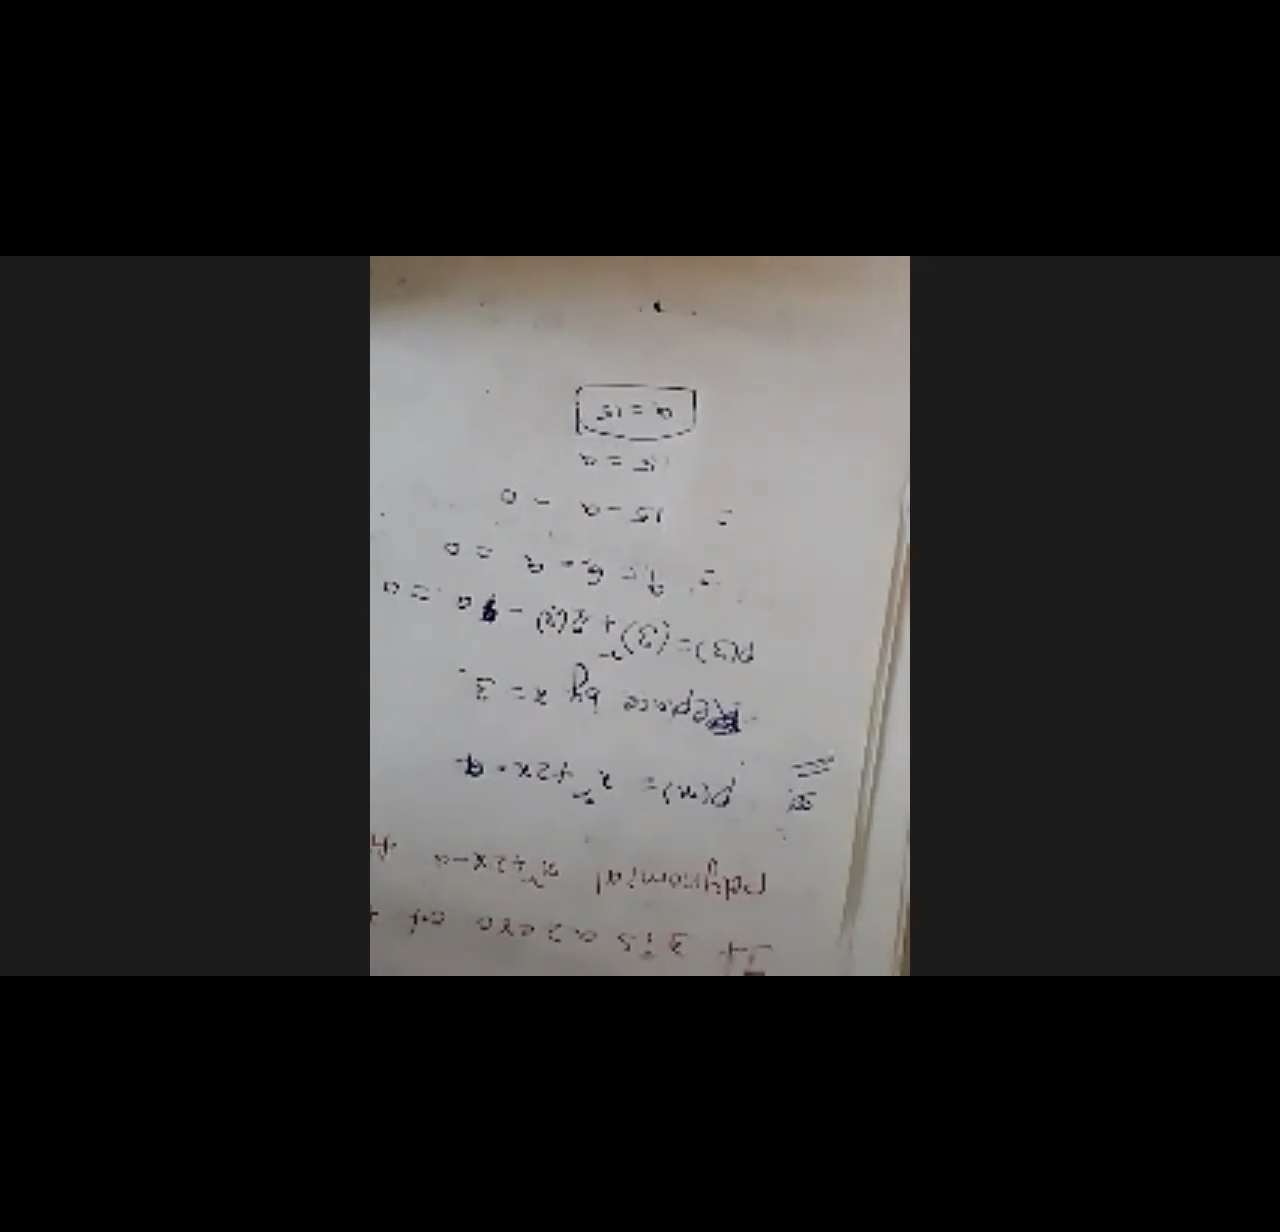 If 3 is a zero of
polynomial x²+2x-a
p(x) = x²+2x-a
Replace by x = 3
p(3) = (3)² + 2(3) - a = 0
= 9 + 6 - a = 0
= 15 - a = 0
15 = a
a = 15